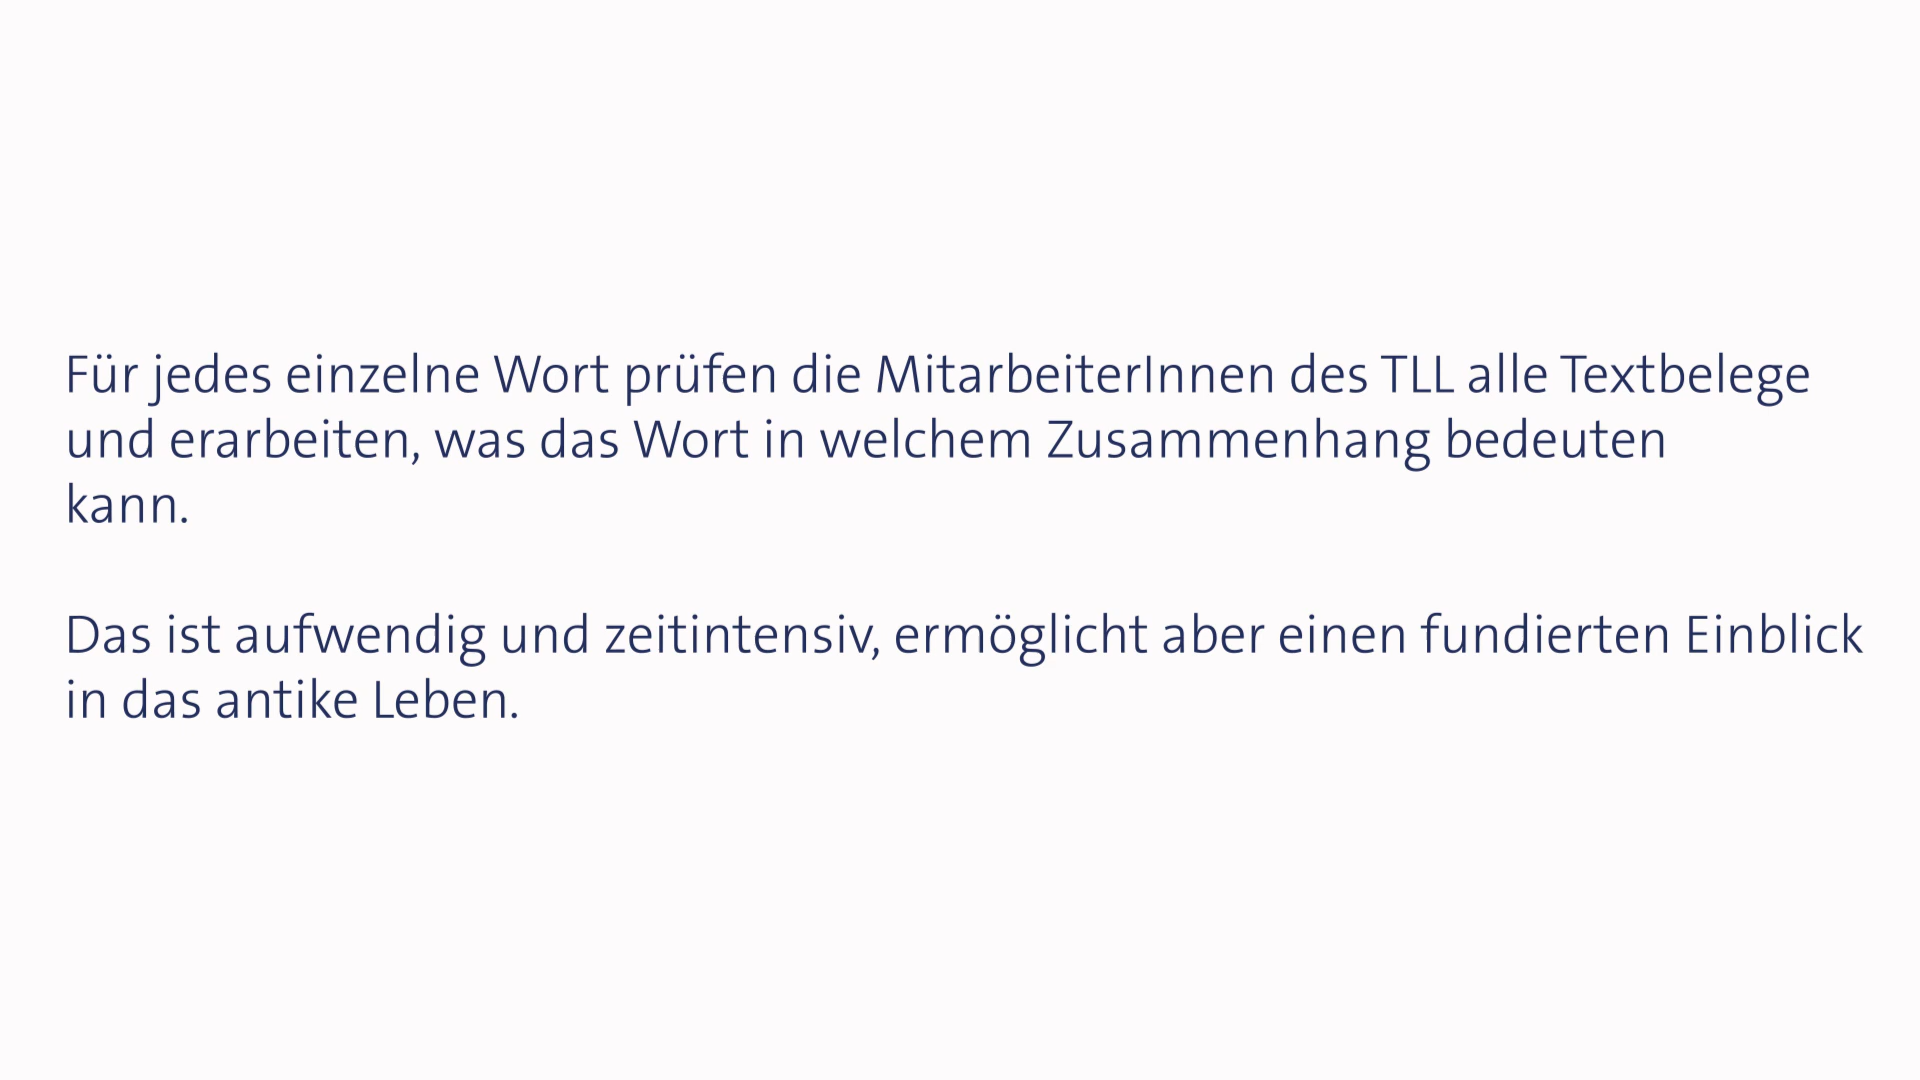 Für jedes einzelne Wort prüfen die MitarbeiterInnen des TLL alle Textbelege
und erarbeiten, was das Wort in welchem Zusammenhang bedeuten
kann.
Das ist aufwendig und zeitintensiv, ermöglicht aber einen fundierten Einblick
in das antike Leben.